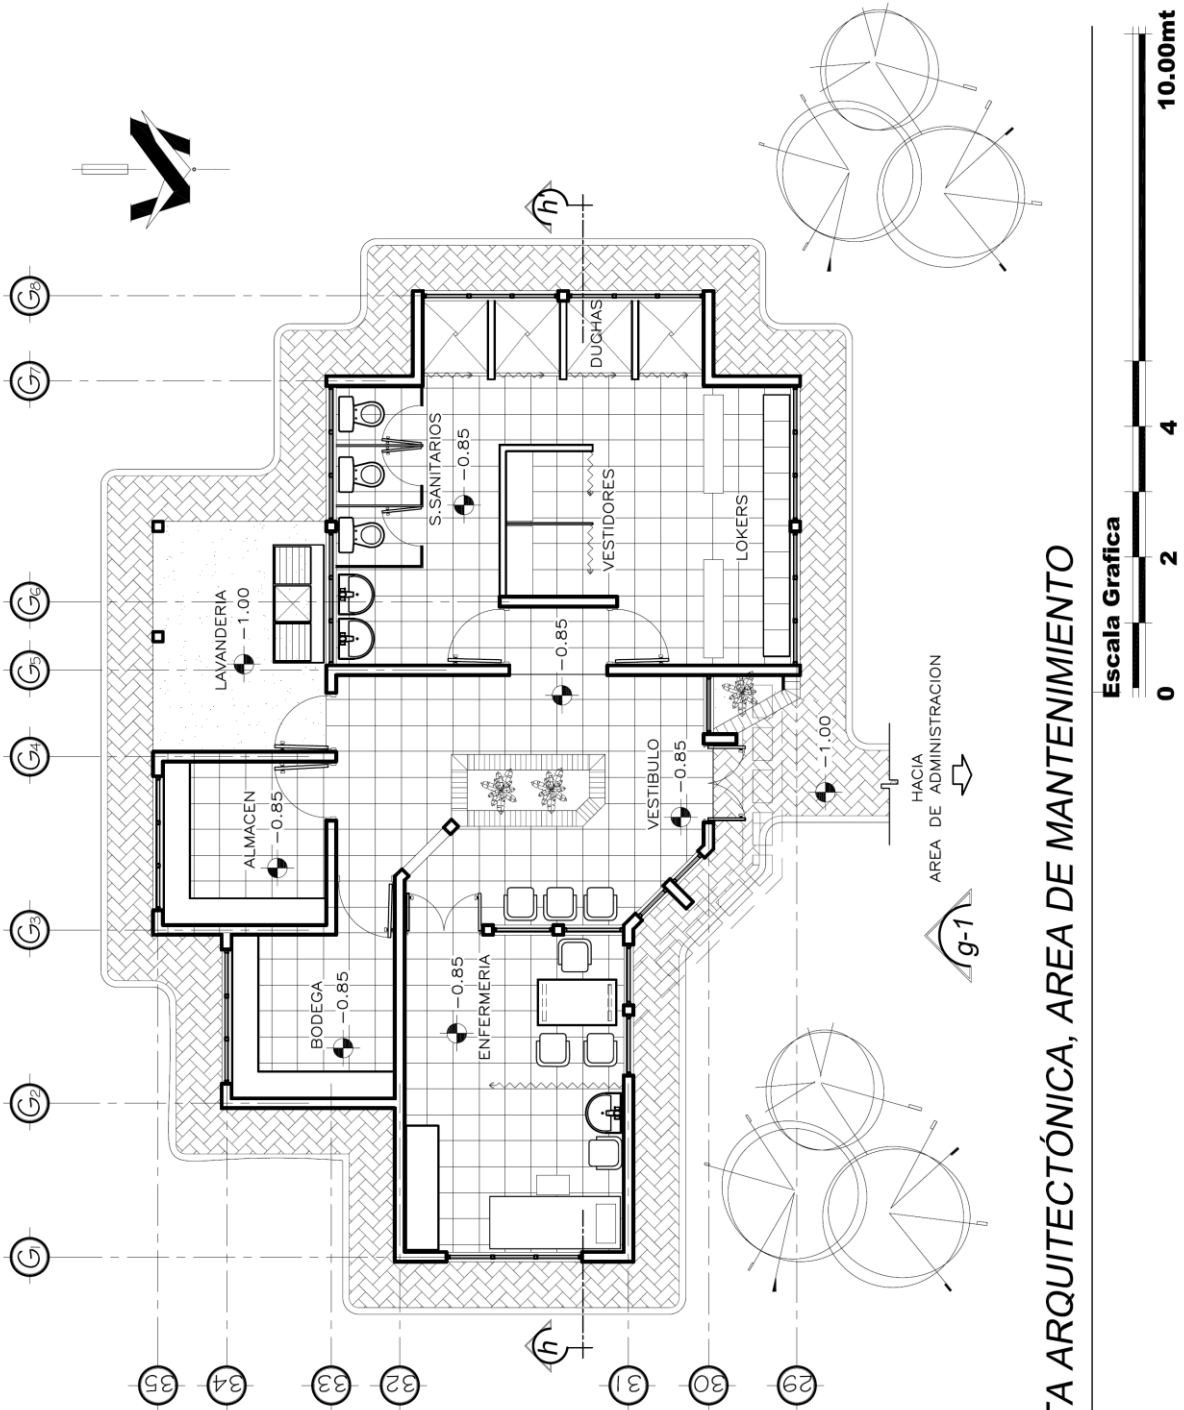 G8
G7
G6
G5
G4
G3
G2
G1
35
34
33
32
31
30
29
h'
h
g-1
DUCHAS
S.SANITARIOS
-0.85
VESTIDORES
LOKERS
LAVANDERIA
-1.00
-0.85
ALMACEN
-0.85
VESTIBULO
-0.85
-1.00
BODEGA
-0.85
ENFERMERIA
-0.85
HACIA
AREA DE ADMINISTRACION
TA ARQUITECTÓNICA, AREA DE MANTENIMIENTO
Escala Grafica
0 2 4 10.00mt